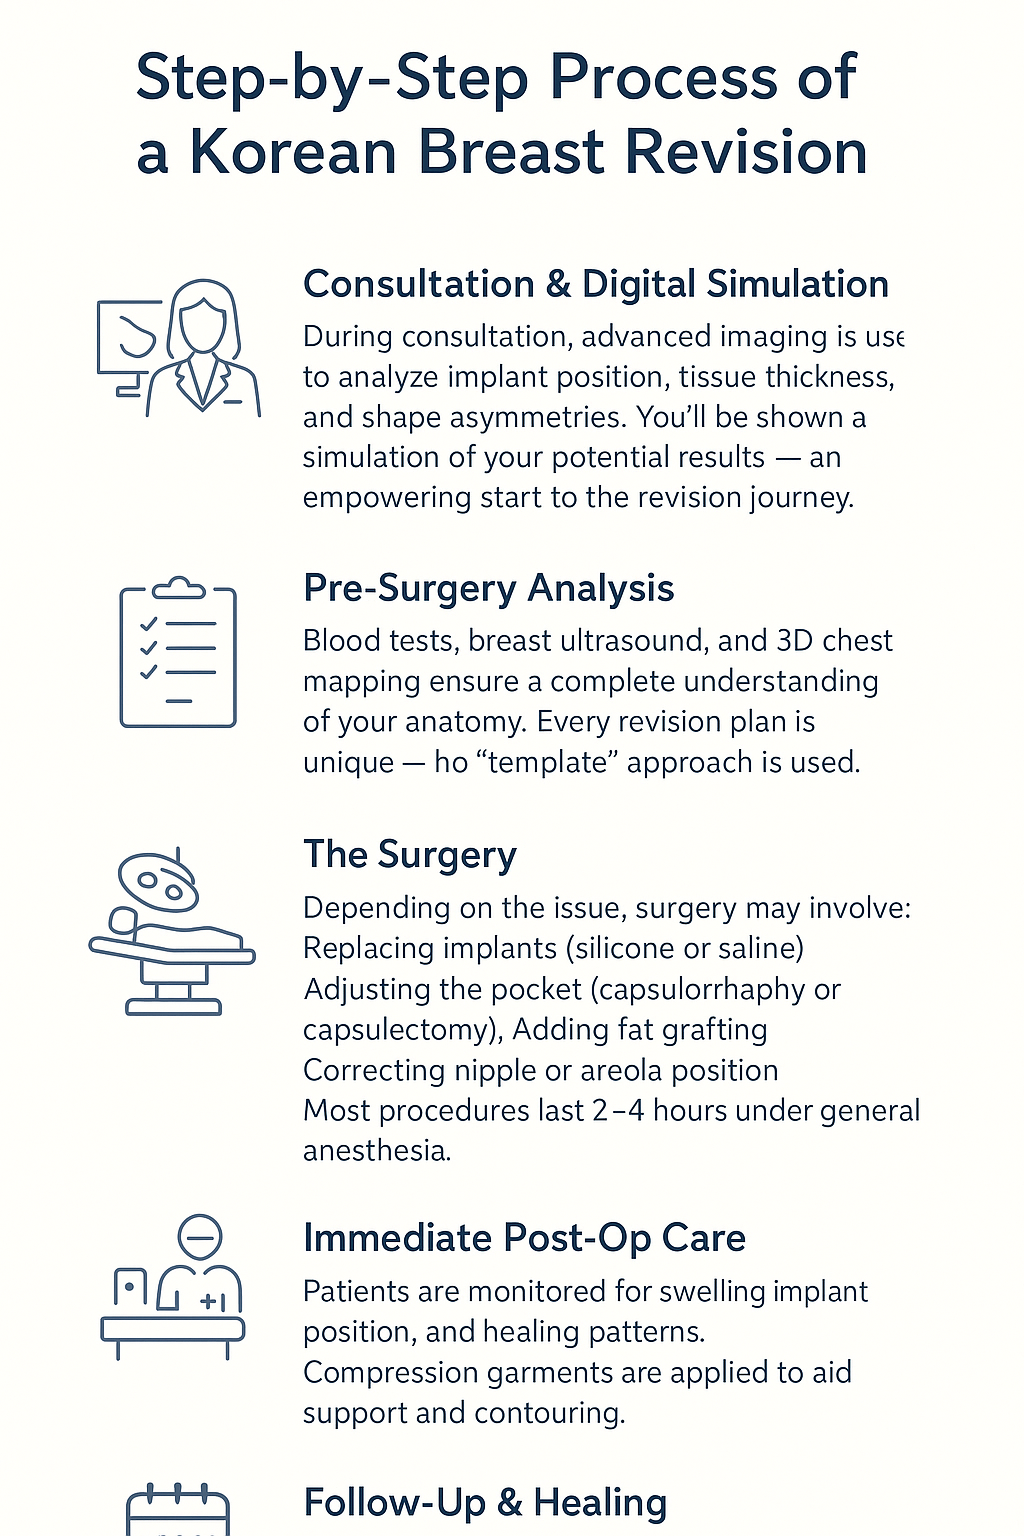 Step-by-Step Process of
a Korean Breast Revision
Consultation & Digital Simulation
During consultation, advanced imaging is use
to analyze implant position, tissue thickness,
and shape asymmetries. You’ll be shown a
simulation of your potential results — an
empowering start to the revision journey.
Pre-Surgery Analysis
Blood tests, breast ultrasound, and 3D chest
mapping ensure a complete understanding
of your anatomy. Every revision plan is
unique — ho “template” approach is used.
The Surgery
Depending on the issue, surgery may involve:
Replacing implants (silicone or saline)
Adjusting the pocket (capsulorrhaphy or
capsulectomy), Adding fat grafting
Correcting nipple or areola position
Most procedures last 2–4 hours under general
anesthesia.
Immediate Post-Op Care
Patients are monitored for swelling implant
position, and healing patterns.
Compression garments are applied to aid
support and contouring.
Follow-Up & Healing